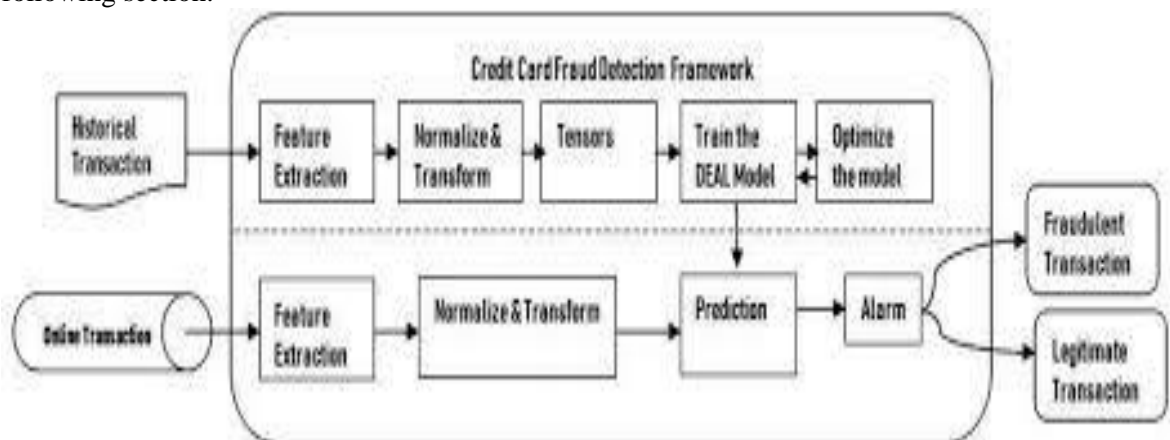 following section.
Credit Card Fraud Detection Framework
Historical
Transaction
Feature
Extraction
Normalize &
Transform
Tensors
Train the
DEAL Model
Optimize
the model
Fraudulent
Transaction
Online Transaction
Feature
Extraction
Normalize & Transform
Prediction
Alarm
Legitimate
Transaction